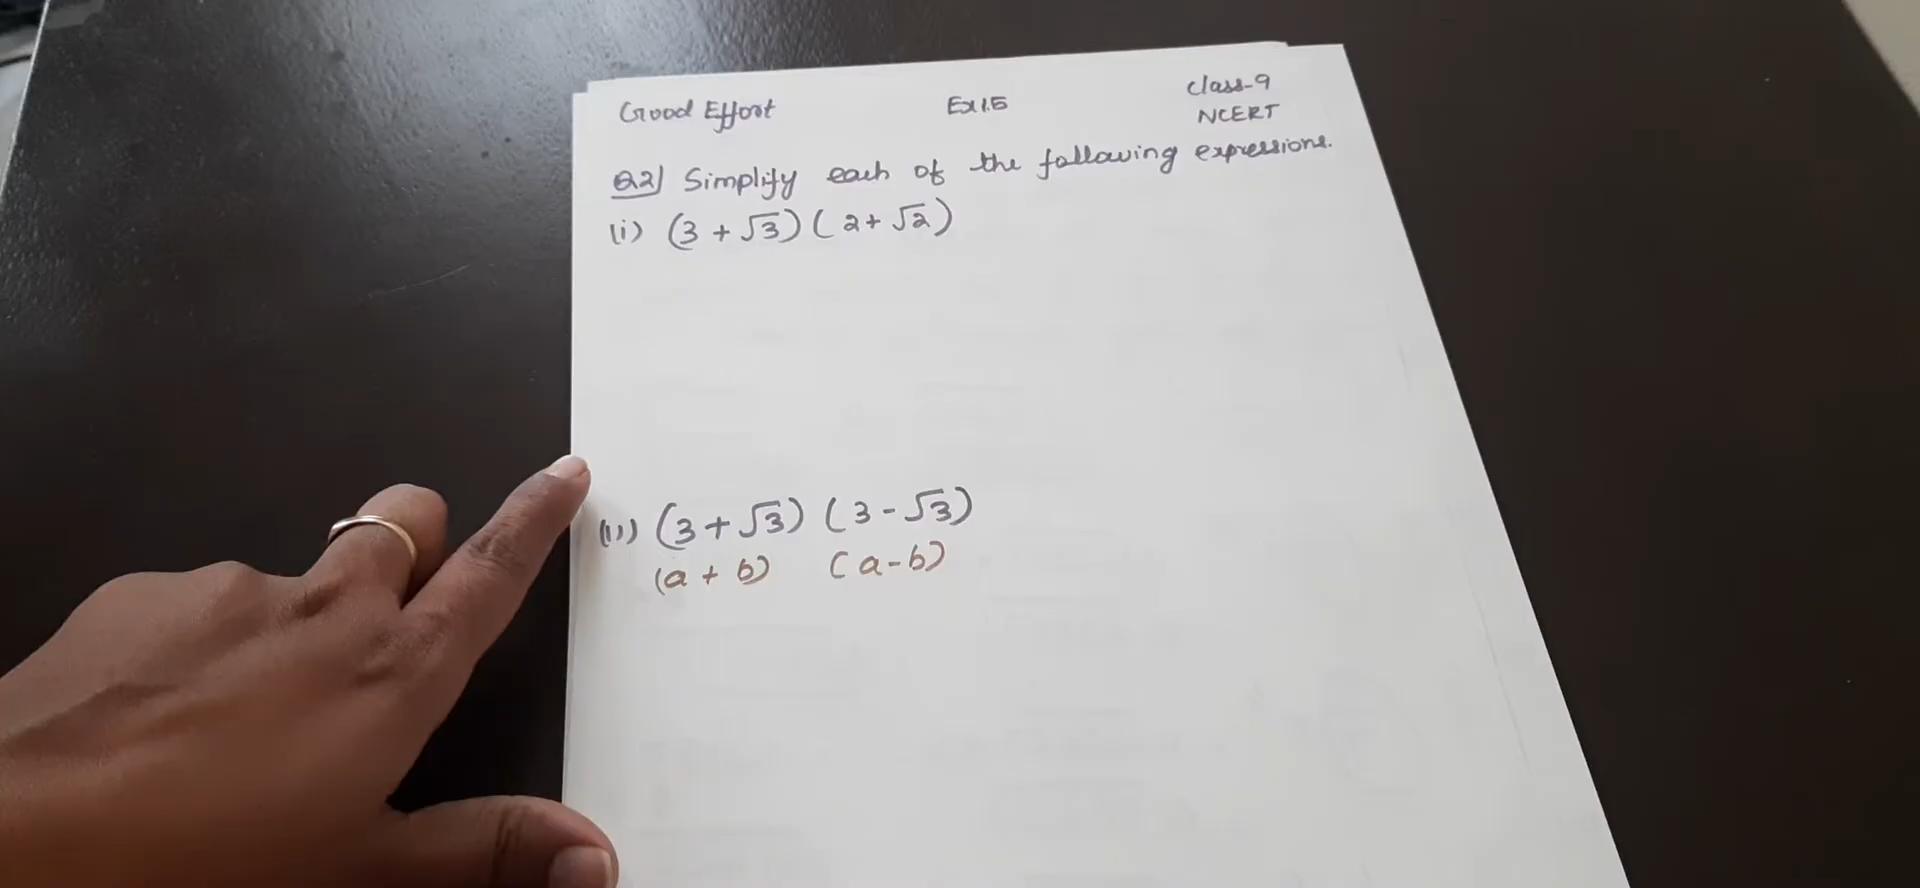 Good Effort Ex1.5 Class-9
NCERT
Q2) Simplify each of the following expressions.
(i) (3 + √3) (2 + √2)
(ii) (3 + √3) (3 - √3)
(a + b) (a - b)